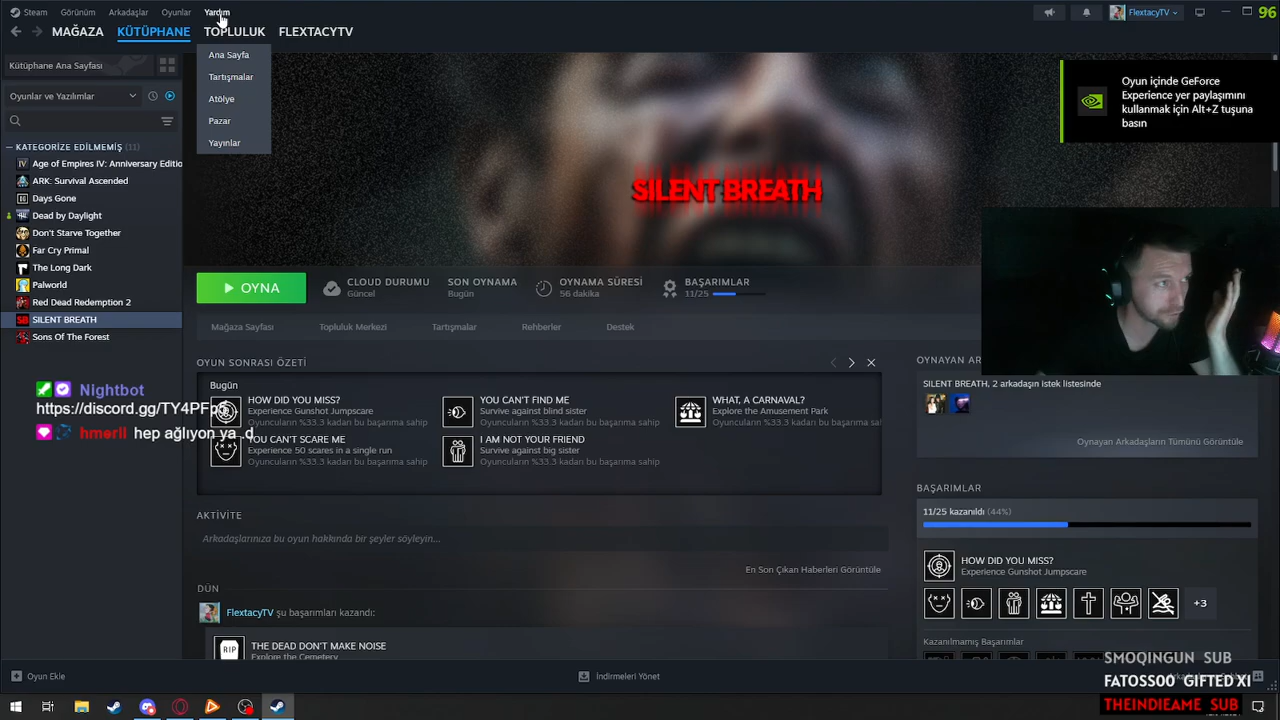 Steam Görünüm Arkadaşlar Oyunlar Yardım
FlextacyTV
96
MAĞAZA KÜTÜPHANE TOPLULUK FLEXTACYTV
Ana Sayfa
Tartışmalar
Atölye
Pazar
Yayınlar
Kütüphane Ana Sayfası
Oyunlar ve Yazılımlar
KATEGORİZE EDİLMEMİŞ (11)
Age of Empires IV: Anniversary Editio
ARK: Survival Ascended
Days Gone
Dead by Daylight
Don't Starve Together
Far Cry Primal
The Long Dark
Palworld
Red Dead Redemption 2
SILENT BREATH
Sons Of The Forest
Oyun içinde GeForce
Experience yer paylaşımını
kullanmak için Alt+Z tuşuna
basın
SILENT BREATH
OYNA
CLOUD DURUMU
Güncel
SON OYNAMA
Bugün
OYNAMA SÜRESİ
56 dakika
BAŞARIMLAR
11/25
Mağaza Sayfası Topluluk Merkezi Tartışmalar Rehberler Destek
OYUN SONRASI ÖZETİ
Bugün
HOW DID YOU MISS?
Experience Gunshot Jumpscare
Oyuncuların %33.3 kadarı bu başarıma sahip
YOU CAN'T FIND ME
Survive against blind sister
Oyuncuların %33.3 kadarı bu başarıma sahip
WHAT, A CARNAVAL?
Explore the Amusement Park
Oyuncuların %33.3 kadarı bu başarıma sahip
YOU CAN'T SCARE ME
Experience 50 scares in a single run
Oyuncuların %33.3 kadarı bu başarıma sahip
I AM NOT YOUR FRIEND
Survive against big sister
Oyuncuların %33.3 kadarı bu başarıma sahip
Nightbot
https://discord.gg/TY4PFp
hmerll hep ağlıyon ya .d
AKTİVİTE
Arkadaşlarınıza bu oyun hakkında bir şeyler söyleyin...
En Son Çıkan Haberleri Görüntüle
DÜN
FlextacyTV şu başarımları kazandı:
THE DEAD DON'T MAKE NOISE
Explore the Cemetery
RIP
OYNAYAN AR
SILENT BREATH, 2 arkadaşın istek listesinde
Oynayan Arkadaşların Tümünü Görüntüle
BAŞARIMLAR
11/25 kazanıldı (44%)
HOW DID YOU MISS?
Experience Gunshot Jumpscare
+3
Kazanılmamış Başarımlar
SMOQINGUN SUB
FATOSS00 GIFTEDX1
THEINDIEAME SUB
Oyun Ekle
İndirmeleri Yönet